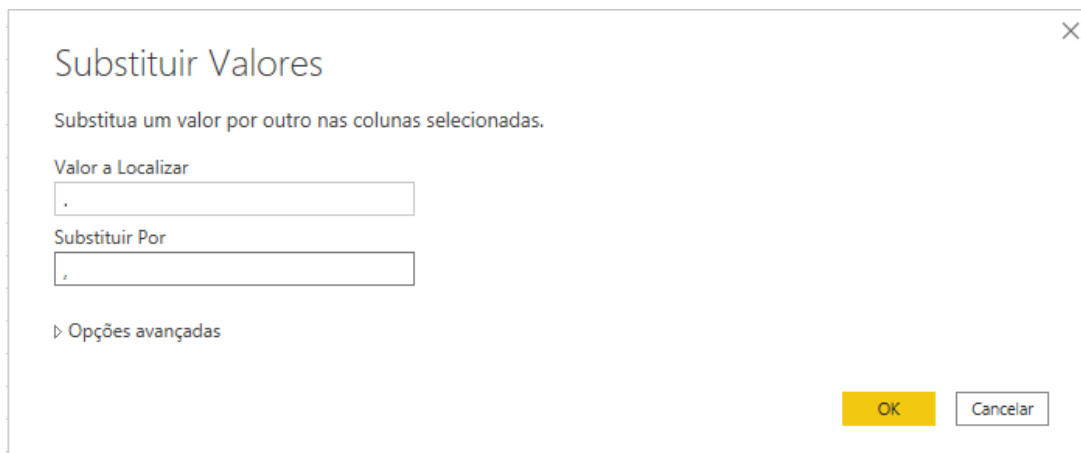 Substituir Valores
Substitua um valor por outro nas colunas selecionadas.
Valor a Localizar
.
Substituir Por
,
Opções avançadas
OK
Cancelar